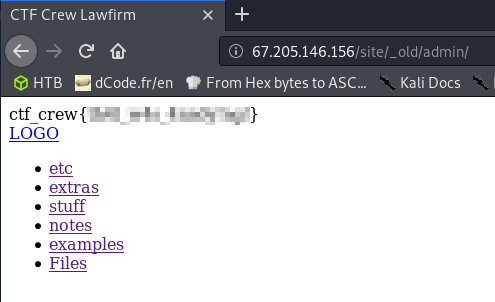 CTF Crew Lawfirm
67.205.146.156/site/_old/admin/
HTB dCode.fr/en From Hex bytes to ASC… Kali Docs
ctf_crew{ }
LOGO
etc
extras
stuff
notes
examples
Files